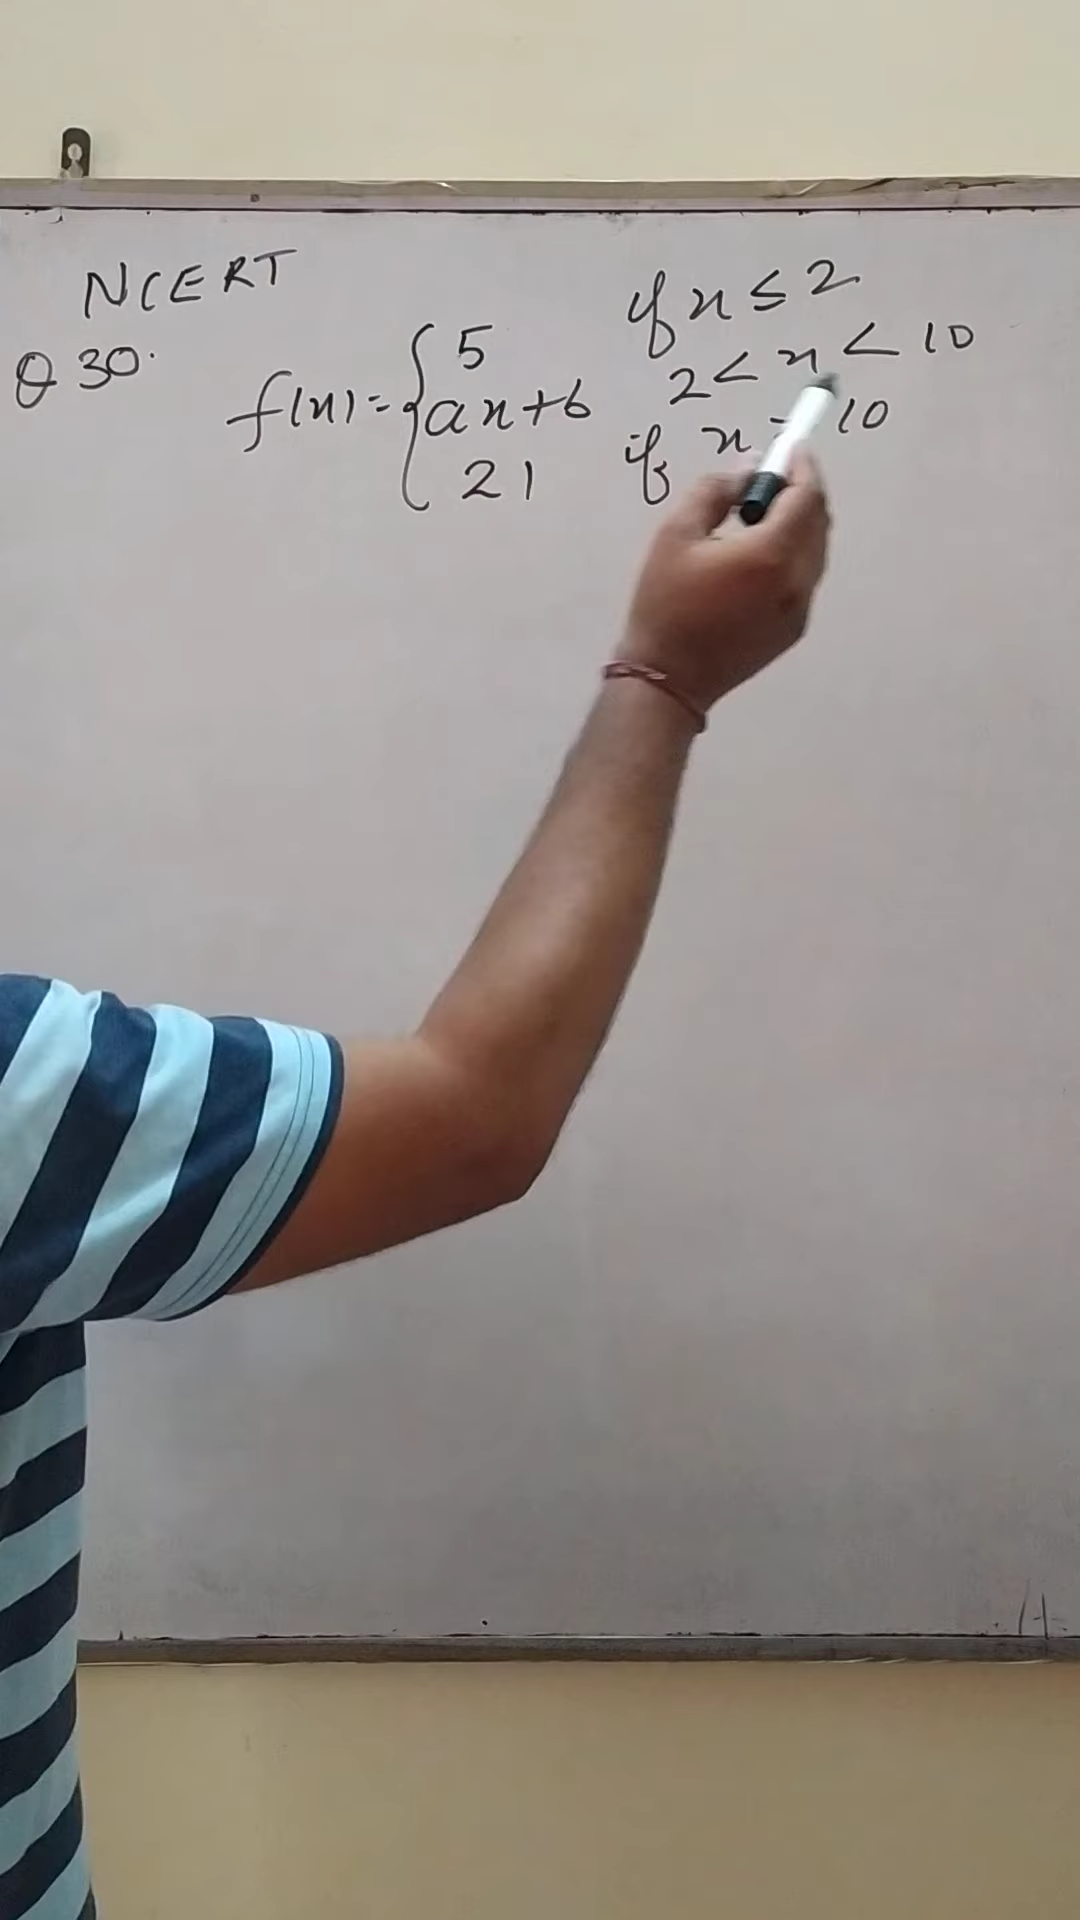 NCERT
Q 30.
f(x) = { 5 if x ≤ 2
ax+b 2 < x < 10
21 if x 10